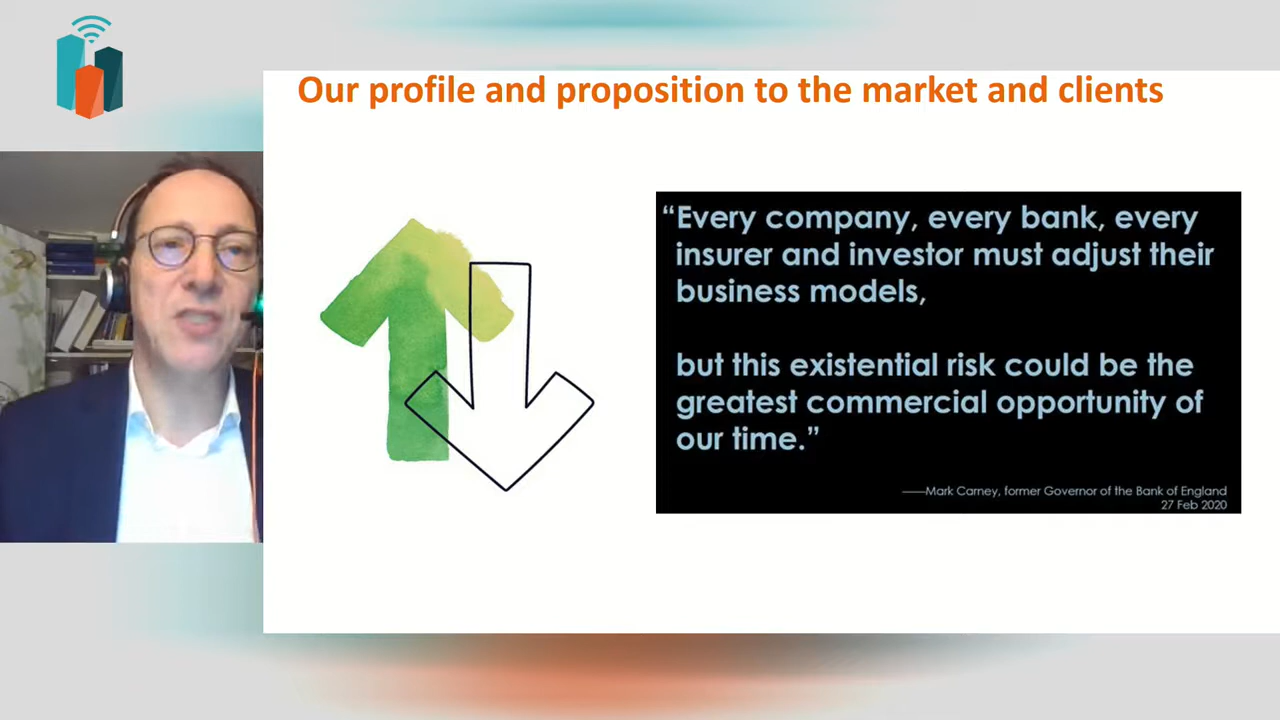 Our profile and proposition to the market and clients
“Every company, every bank, every
insurer and investor must adjust their
business models,
but this existential risk could be the
greatest commercial opportunity of
our time.”
——Mark Carney, former Governor of the Bank of England
27 Feb 2020